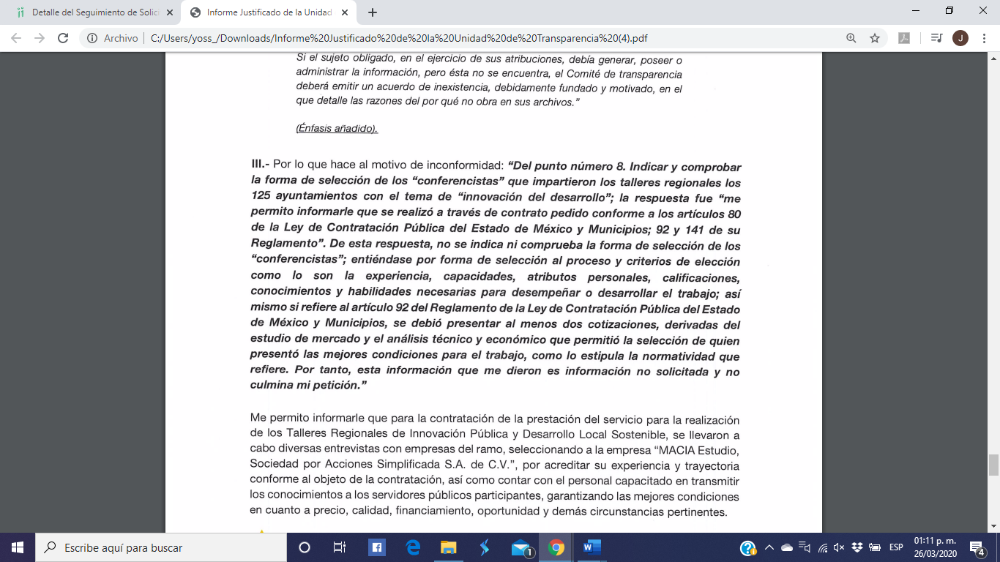 Detalle del Seguimiento de Solici
Informe Justificado de la Unidad
Archivo
C:/Users/yoss_/Downloads/Informe%20Justificado%20de%20la%20Unidad%20de%20Transparencia%20(4).pdf
J
Si el sujeto obligado, en el ejercicio de sus atribuciones, debía generar, poseer o
administrar la información, pero ésta no se encuentra, el Comité de transparencia
deberá emitir un acuerdo de inexistencia, debidamente fundado y motivado, en el
que detalle las razones del por qué no obra en sus archivos.”
(Énfasis añadido).
III.- Por lo que hace al motivo de inconformidad: “Del punto número 8. Indicar y comprobar
la forma de selección de los “conferencistas” que impartieron los talleres regionales los
125 ayuntamientos con el tema de “innovación del desarrollo”; la respuesta fue “me
permito informarle que se realizó a través de contrato pedido conforme a los artículos 80
de la Ley de Contratación Pública del Estado de México y Municipios; 92 y 141 de su
Reglamento”. De esta respuesta, no se indica ni comprueba la forma de selección de los
“conferencistas”; entiéndase por forma de selección al proceso y criterios de elección
como lo son la experiencia, capacidades, atributos personales, calificaciones,
conocimientos y habilidades necesarias para desempeñar o desarrollar el trabajo; así
mismo si refiere al artículo 92 del Reglamento de la Ley de Contratación Pública del Estado
de México y Municipios, se debió presentar al menos dos cotizaciones, derivadas del
estudio de mercado y el análisis técnico y económico que permitió la selección de quien
presentó las mejores condiciones para el trabajo, como lo estipula la normatividad que
refiere. Por tanto, esta información que me dieron es información no solicitada y no
culmina mi petición.”
Me permito informarle que para la contratación de la prestación del servicio para la realización
de los Talleres Regionales de Innovación Pública y Desarrollo Local Sostenible, se llevaron a
cabo diversas entrevistas con empresas del ramo, seleccionando a la empresa “MACIA Estudio,
Sociedad por Acciones Simplificada S.A. de C.V.”, por acreditar su experiencia y trayectoria
conforme al objeto de la contratación, así como contar con el personal capacitado en transmitir
los conocimientos a los servidores públicos participantes, garantizando las mejores condiciones
en cuanto a precio, calidad, financiamiento, oportunidad y demás circunstancias pertinentes.
Escribe aquí para buscar
1
ESP
01:11 p. m.
26/03/2020
4